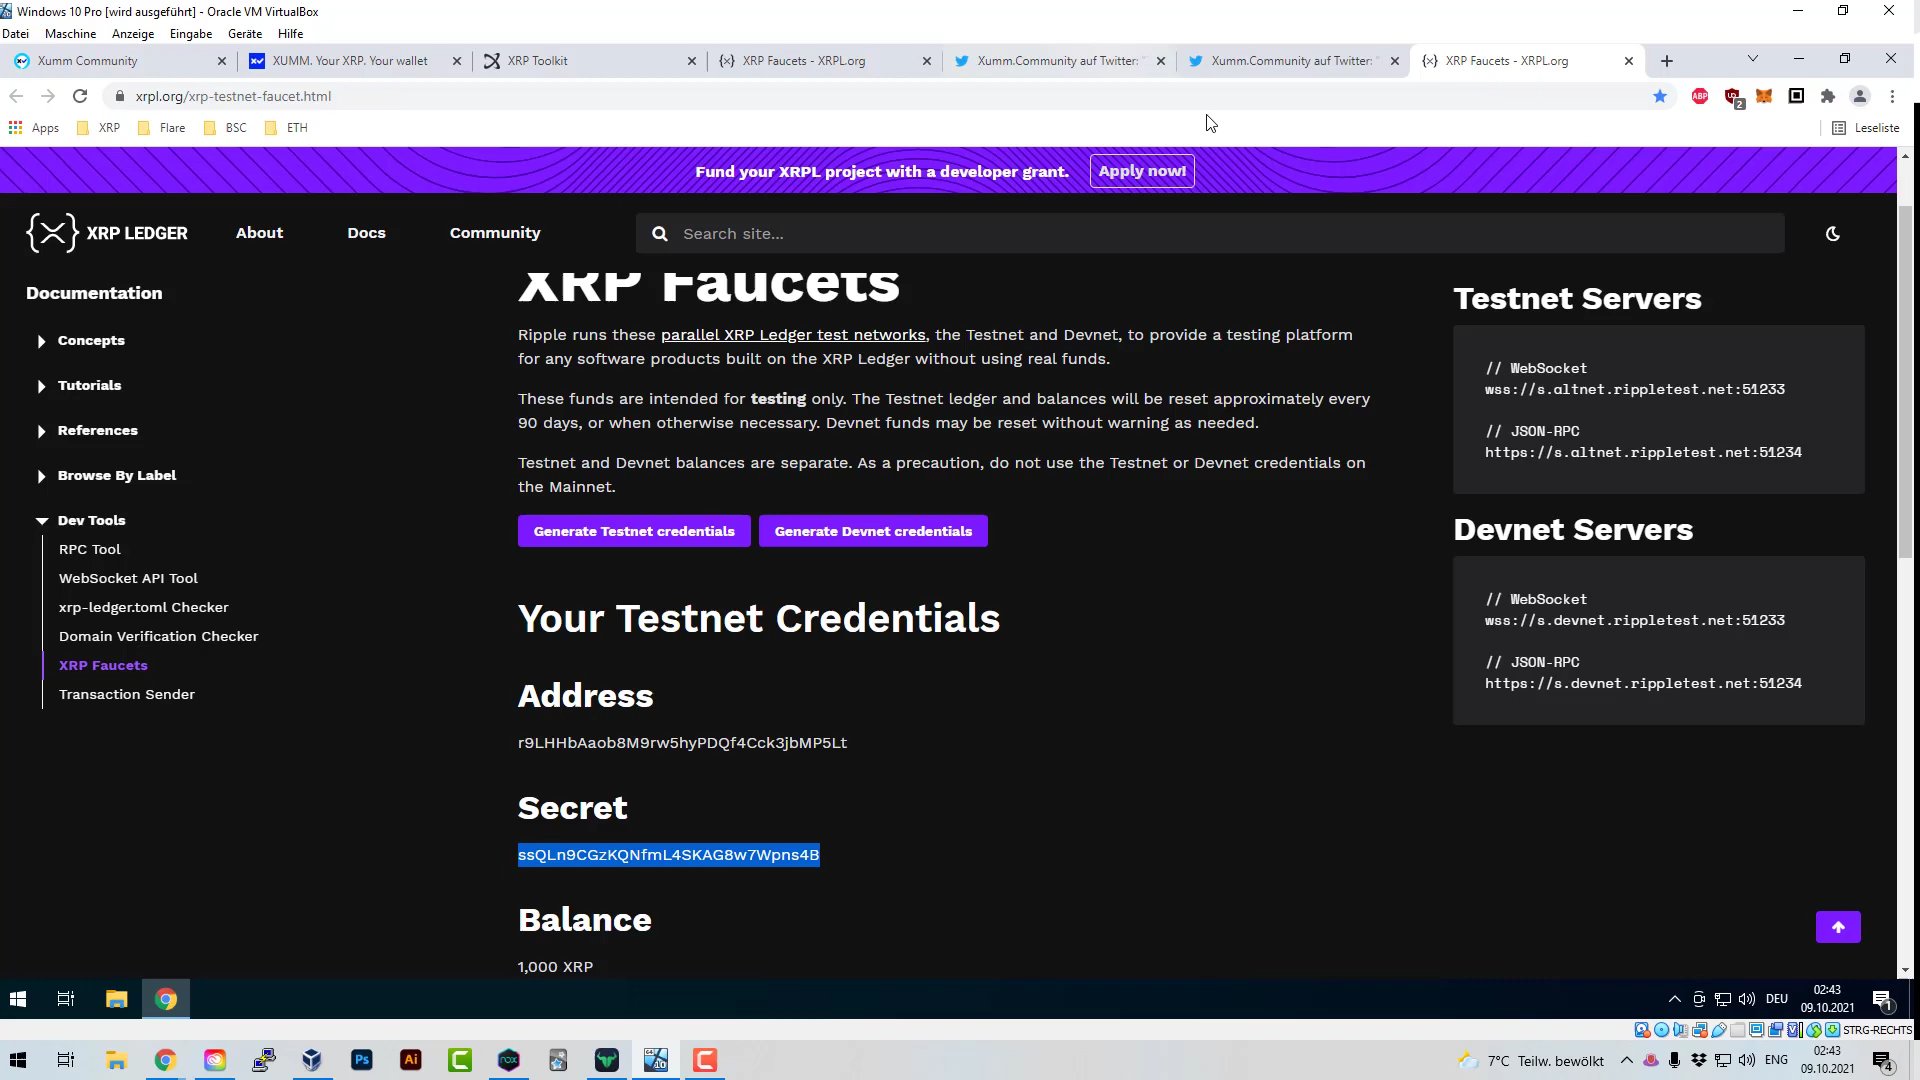 Windows 10 Pro [wird ausgeführt] - Oracle VM VirtualBox
Datei Maschine Anzeige Eingabe Geräte Hilfe
Xumm Community
XUMM. Your XRP. Your wallet
XRP Toolkit
XRP Faucets - XRPL.org
Xumm.Community auf Twitter: "
Xumm.Community auf Twitter: "
XRP Faucets - XRPL.org
xrpl.org/xrp-testnet-faucet.html
ABP
2
Apps XRP Flare BSC ETH
Leseliste
Fund your XRPL project with a developer grant. Apply now!
XRP LEDGER
About Docs Community
Search site...
Documentation
Concepts
Tutorials
References
Browse By Label
Dev Tools
RPC Tool
WebSocket API Tool
xrp-ledger.toml Checker
Domain Verification Checker
XRP Faucets
Transaction Sender
XRP Faucets
Ripple runs these parallel XRP Ledger test networks, the Testnet and Devnet, to provide a testing platform
for any software products built on the XRP Ledger without using real funds.
These funds are intended for testing only. The Testnet ledger and balances will be reset approximately every
90 days, or when otherwise necessary. Devnet funds may be reset without warning as needed.
Testnet and Devnet balances are separate. As a precaution, do not use the Testnet or Devnet credentials on
the Mainnet.
Generate Testnet credentials
Generate Devnet credentials
Your Testnet Credentials
Address
r9LHHbAaob8M9rw5hyPDQf4Cck3jbMP5Lt
Secret
ssQLn9CGzKQNfmL4SKAG8w7Wpns4B
Balance
1,000 XRP
Testnet Servers
// WebSocket
wss://s.altnet.rippletest.net:51233
// JSON-RPC
https://s.altnet.rippletest.net:51234
Devnet Servers
// WebSocket
wss://s.devnet.rippletest.net:51233
// JSON-RPC
https://s.devnet.rippletest.net:51234
DEU
02:43
09.10.2021
1
STRG-RECHTS
Ps
Ai
nox
7°C Teilw. bewölkt
ENG
02:43
09.10.2021
4